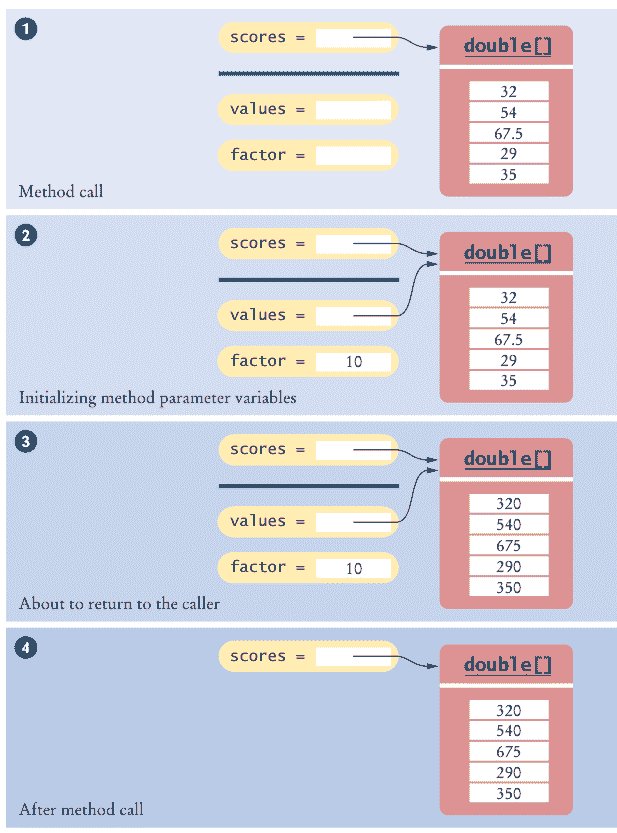 1
scores =
double[]
values =
factor =
32
54
67.5
29
35
Method call
2
scores =
double[]
values =
factor = 10
32
54
67.5
29
35
Initializing method parameter variables
3
scores =
double[]
values =
factor = 10
320
540
675
290
350
About to return to the caller
4
scores =
double[]
320
540
675
290
350
After method call